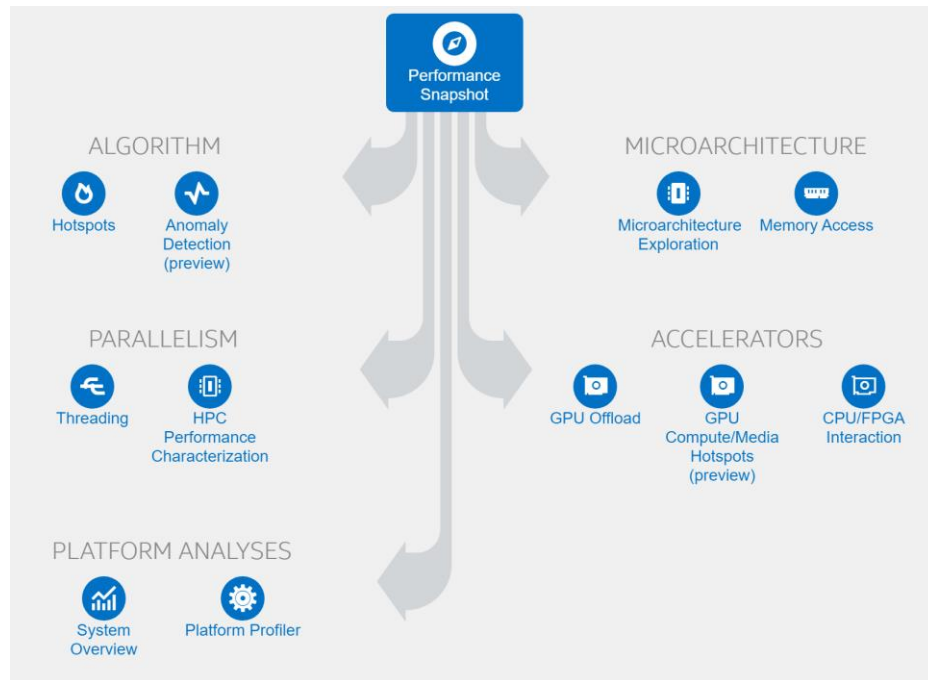 Performance
Snapshot
ALGORITHM
Hotspots
Anomaly
Detection
(preview)
MICROARCHITECTURE
Microarchitecture
Exploration
Memory Access
PARALLELISM
Threading
HPC
Performance
Characterization
ACCELERATORS
GPU Offload
GPU
Compute/Media
Hotspots
(preview)
CPU/FPGA
Interaction
PLATFORM ANALYSES
System
Overview
Platform Profiler